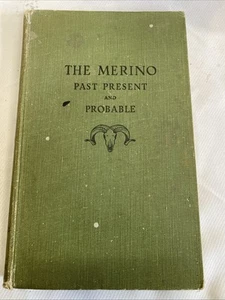 THE MERINO
PAST PRESENT
AND
PROBABLE